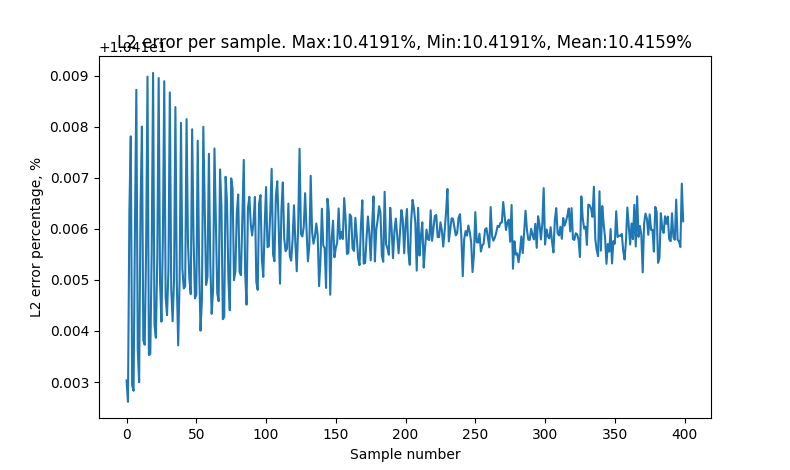 L2 error per sample. Max:10.4191%, Min:10.4191%, Mean:10.4159%
+1.041e1
0.009
0.008
0.007
0.006
0.005
0.004
0.003
L2 error percentage, %
0 50 100 150 200 250 300 350 400
Sample number